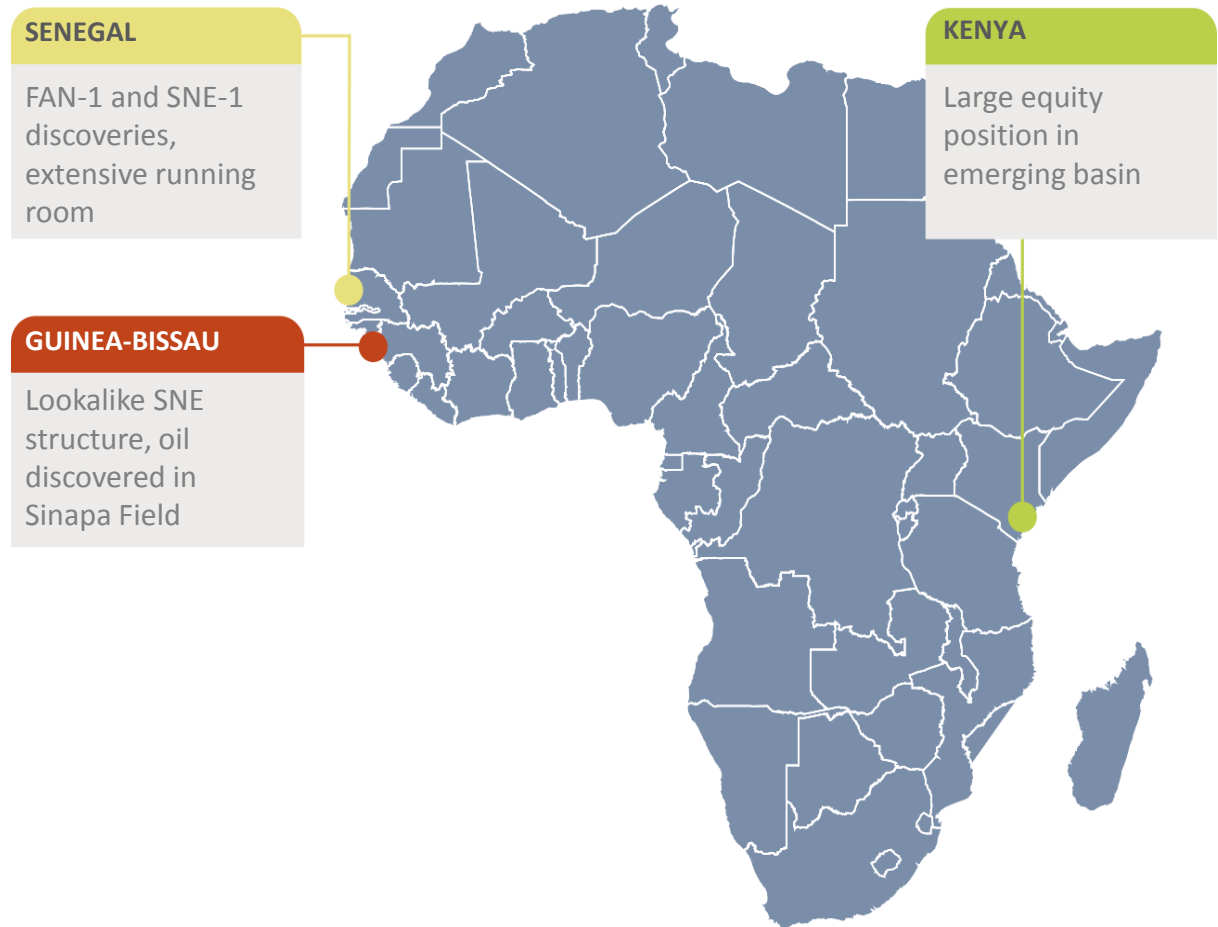 SENEGAL
FAN-1 and SNE-1
discoveries,
extensive running
room
KENYA
Large equity
position in
emerging basin
GUINEA-BISSAU
Lookalike SNE
structure, oil
discovered in
Sinapa Field